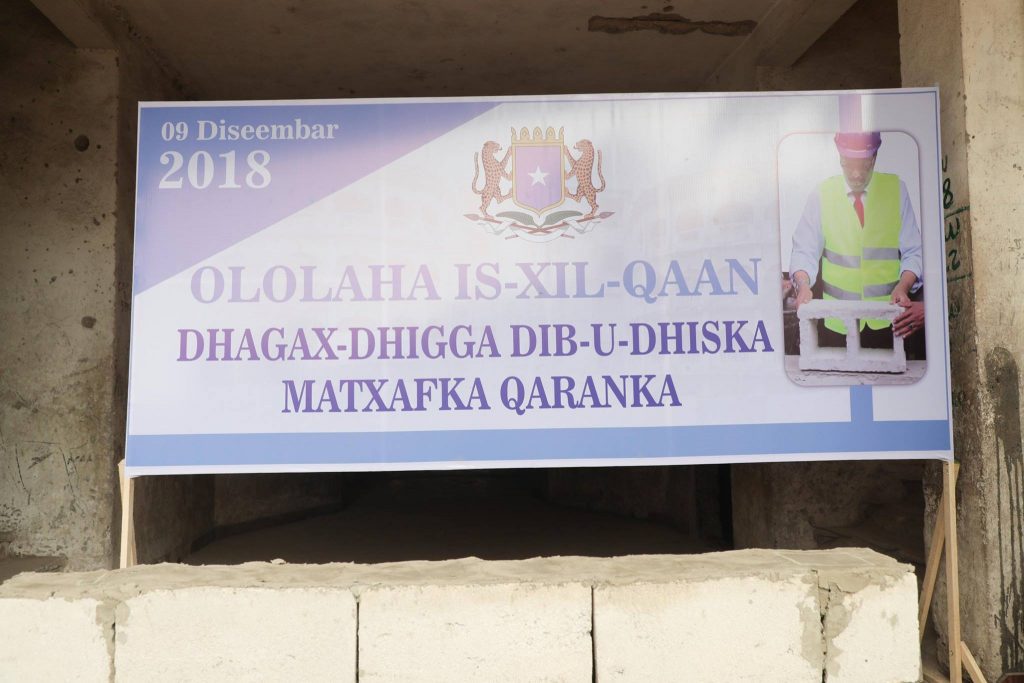 09 Diseembar
2018
OLOLAHA IS-XIL-QAAN
DHAGAX-DHIGGA DIB-U-DHISKA
MATXAFKA QARANKA